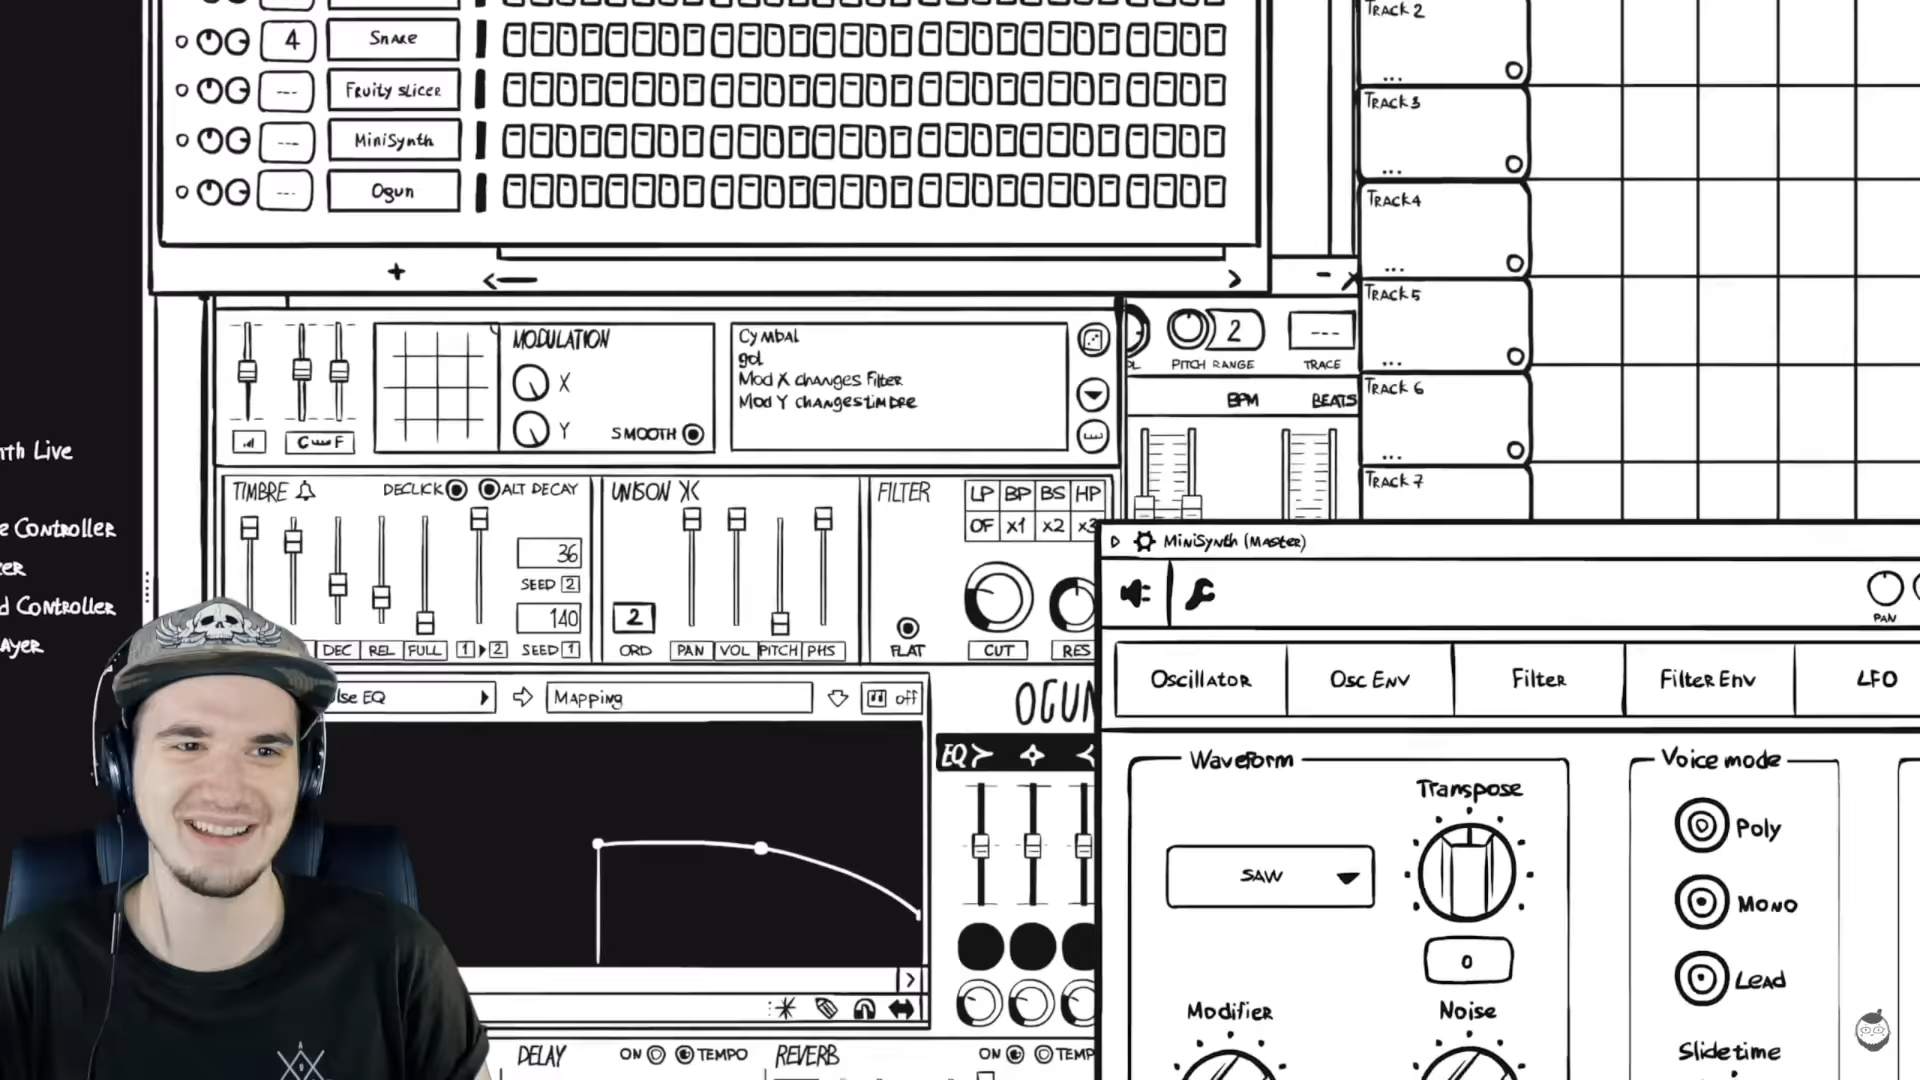 4 Snare
--- Fruity slicer
--- MiniSynth
--- Ogun
+
Track 2
...
Track 3
...
Track 4
...
Track 5
...
Track 6
...
Track 7
MODULATION
X
Y
SMOOTH
Cymbal
gol
Mod X changes Filter
Mod Y changes timbre
2
---
PITCH RANGE
TRACE
BPM
BEATS
Live
Controller
Controller
TIMBRE
DECLICK
ALT DECAY
36
SEED 2
140
DEC REL FULL 1 2 SEED 1
UNISON
2
ORD PAN VOL PITCH PHS
FILTER
LP BP BS HP
OF x1 x2 x3
FLAT CUT RES
EQ
Mapping
off
OGUN
EQ
DELAY ON TEMPO
REVERB ON
MiniSynth (Master)
PAN
Oscillator Osc Env Filter Filter Env LFO
Waveform
SAW
Transpose
0
Modifier
Noise
Voice mode
Poly
Mono
Lead
Slide time